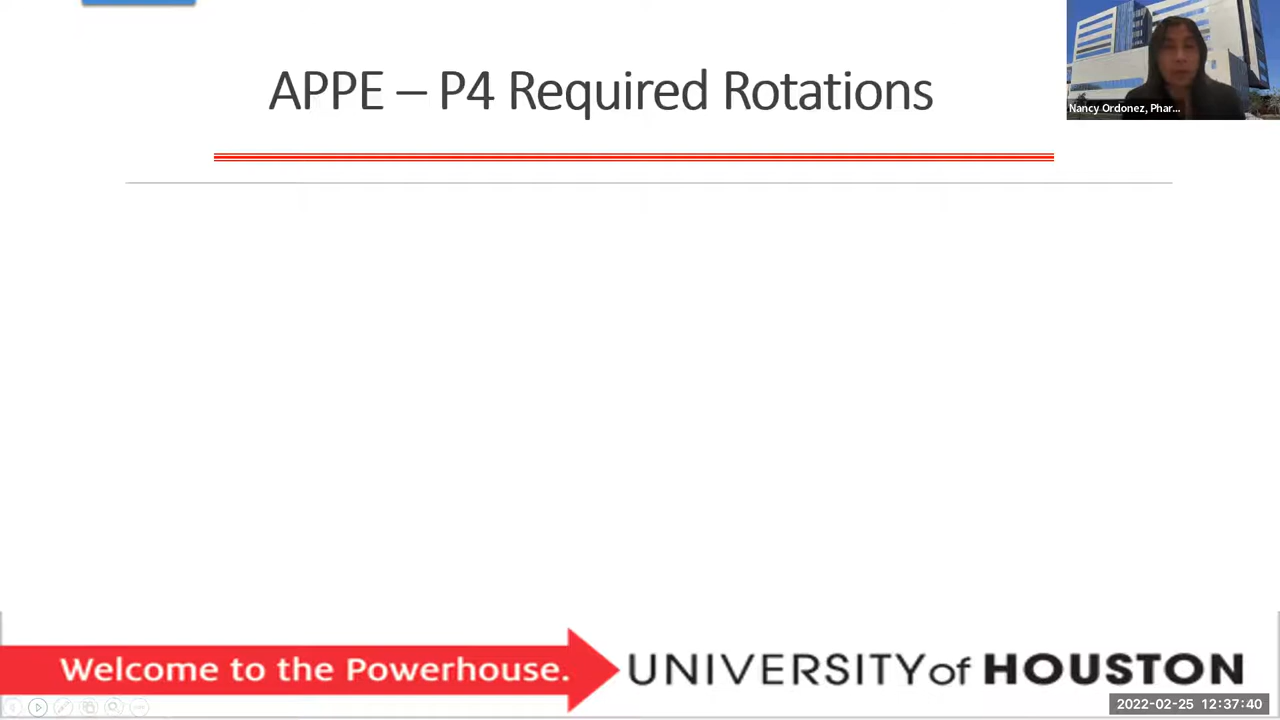 APPE – P4 Required Rotations
Nancy Ordonez, Phar...
Welcome to the Powerhouse.
UNIVERSITY of HOUSTON
2022-02-25 12:37:40